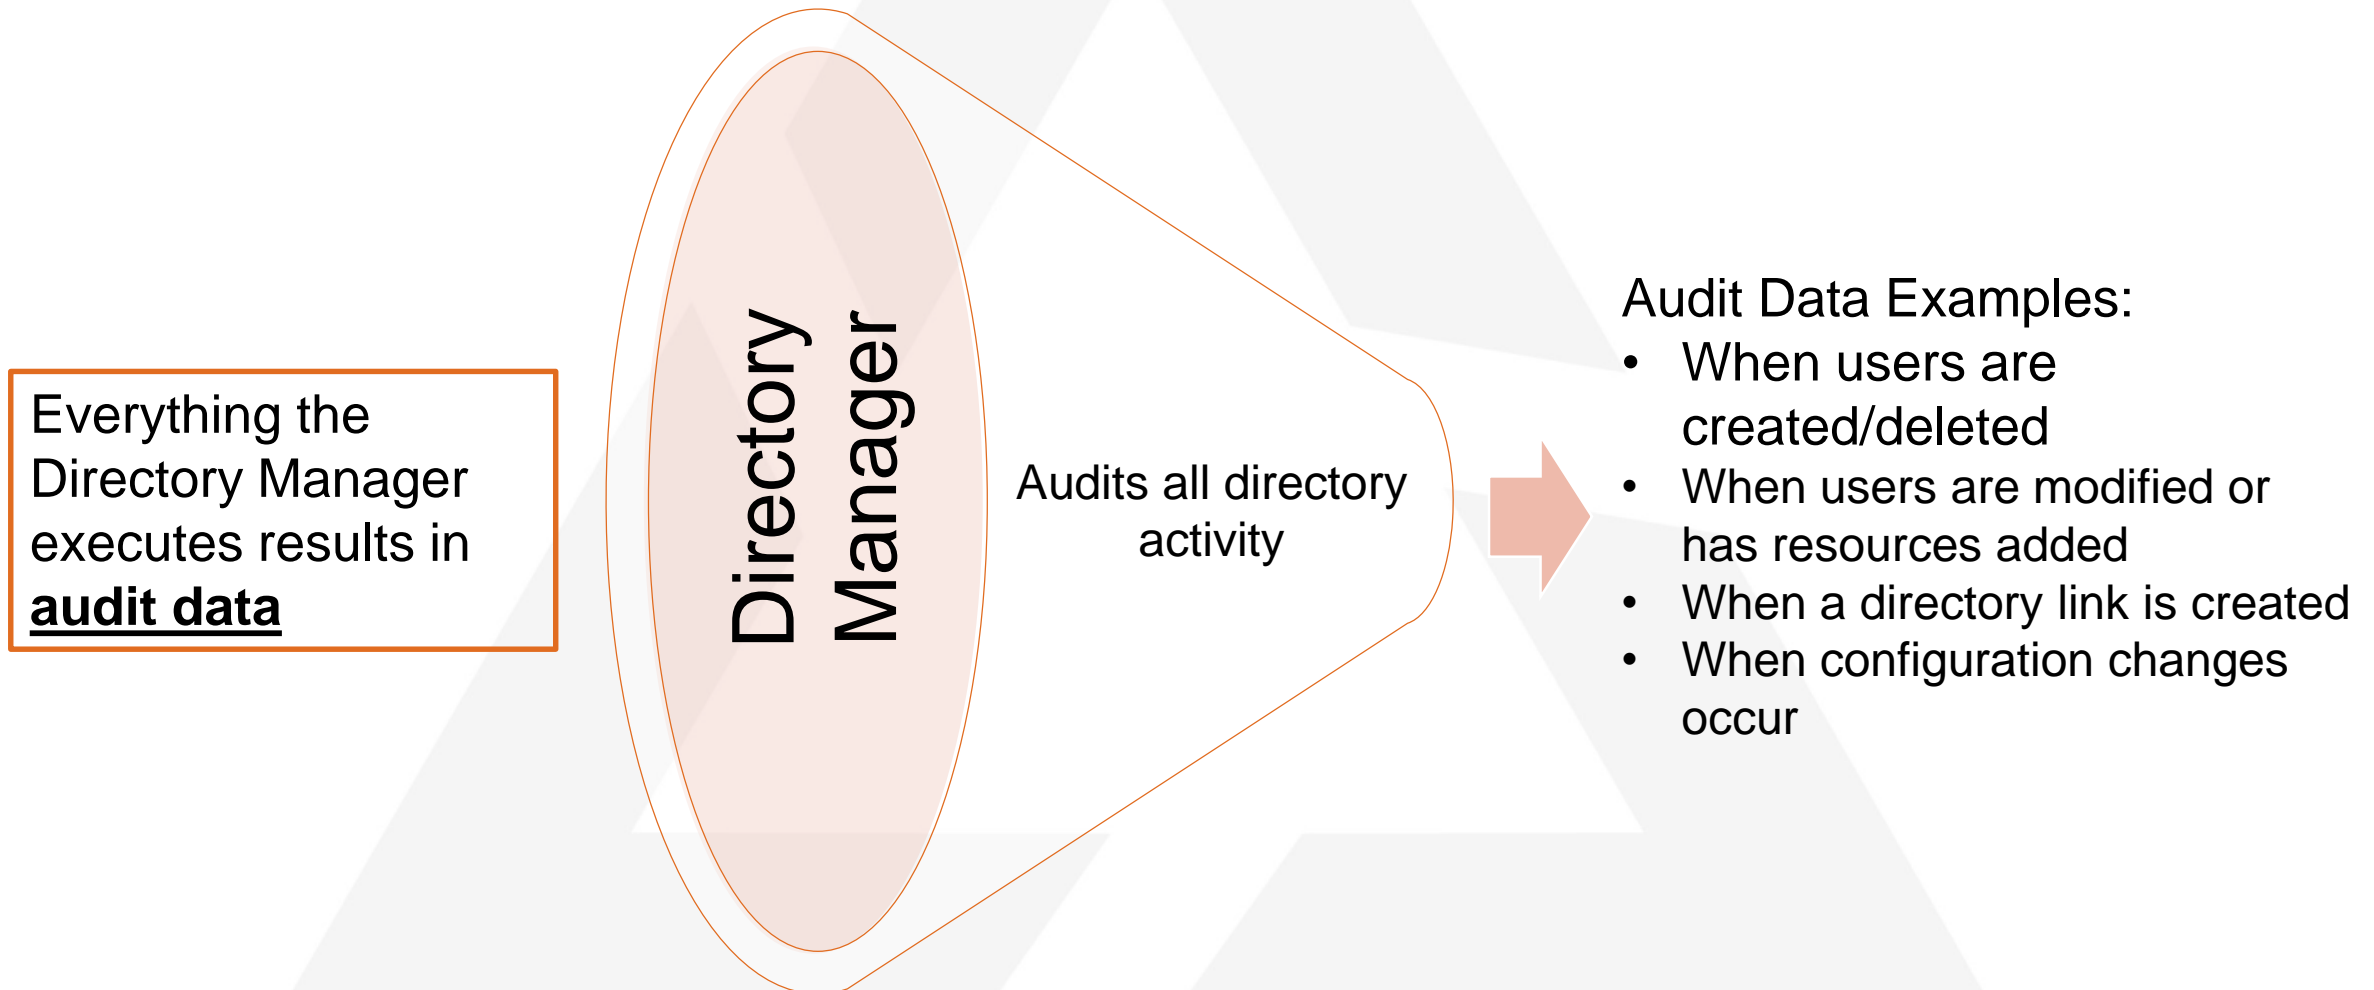 Everything the
Directory Manager
executes results in
audit data
Directory
Manager
Audits all directory
activity
Audit Data Examples:
• When users are
created/deleted
• When users are modified or
has resources added
• When a directory link is created
• When configuration changes
occur